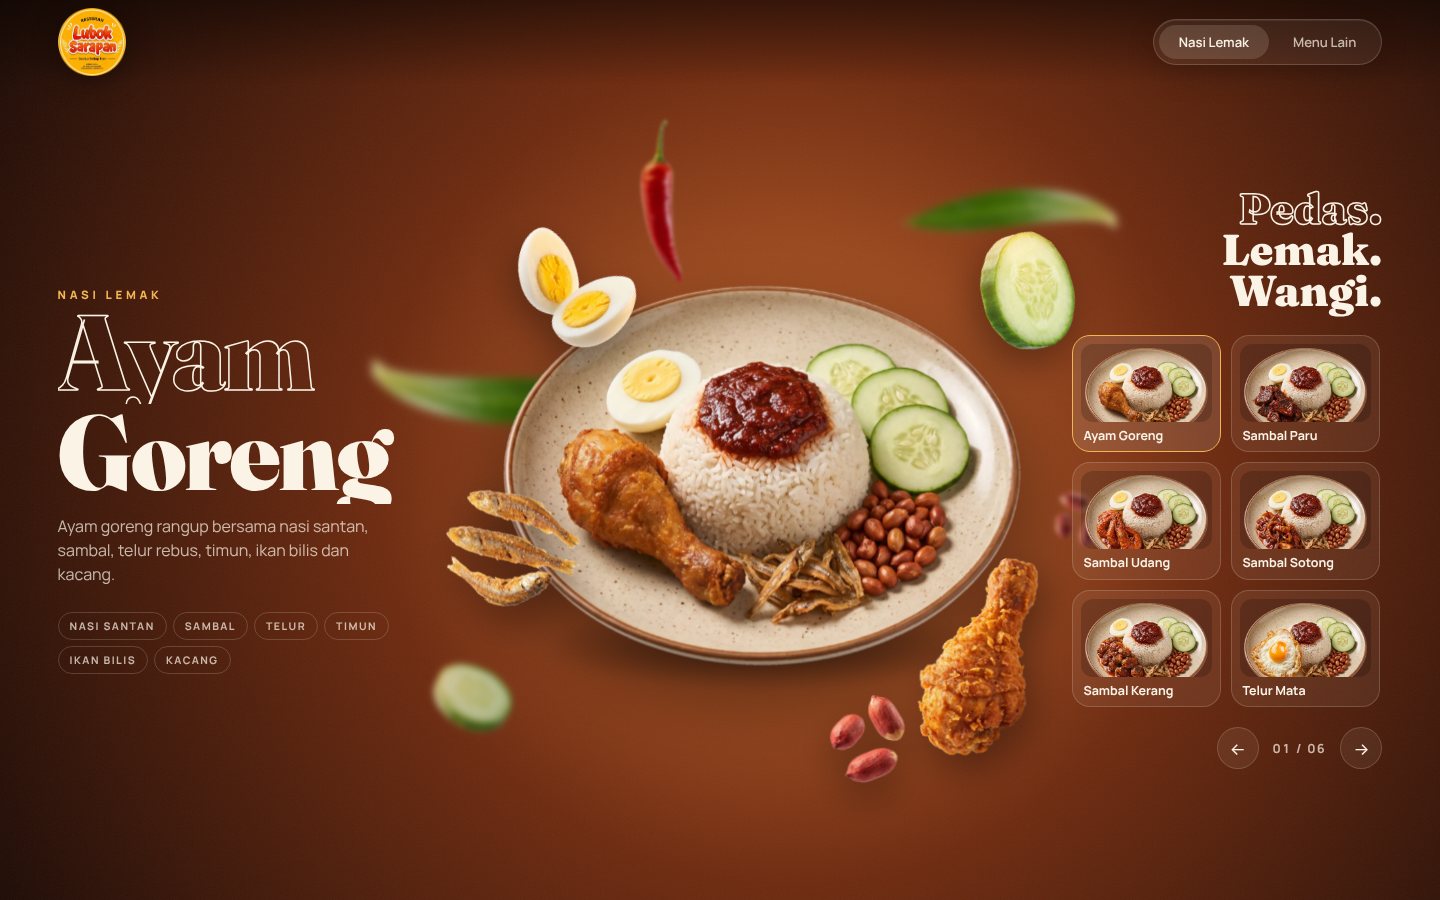 RESTORAN
Lubok
Sarapan
Nasi Lemak
Menu Lain
NASI LEMAK
Ayam
Goreng
Ayam goreng rangup bersama nasi santan,
sambal, telur rebus, timun, ikan bilis dan
kacang.
NASI SANTAN
SAMBAL
TELUR
TIMUN
IKAN BILIS
KACANG
Pedas.
Lemak.
Wangi.
Ayam Goreng
Sambal Paru
Sambal Udang
Sambal Sotong
Sambal Kerang
Telur Mata
← 01 / 06 →